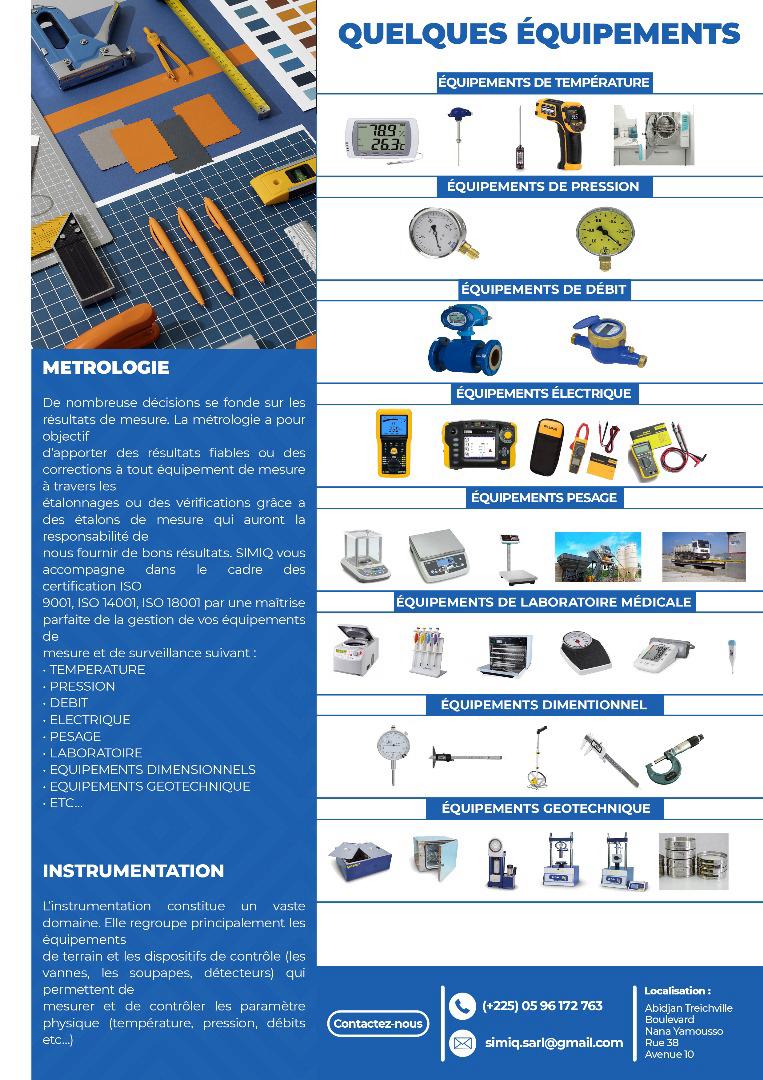 QUELQUES ÉQUIPEMENTS
ÉQUIPEMENTS DE TEMPÉRATURE
78.9%
26.3c
ÉQUIPEMENTS DE PRESSION
ÉQUIPEMENTS DE DÉBIT
ÉQUIPEMENTS ÉLECTRIQUE
ÉQUIPEMENTS PESAGE
ÉQUIPEMENTS DE LABORATOIRE MÉDICALE
ÉQUIPEMENTS DIMENTIONNEL
ÉQUIPEMENTS GEOTECHNIQUE
METROLOGIE
De nombreuse décisions se fonde sur les
résultats de mesure. La métrologie a pour
objectif
d'apporter des résultats fiables ou des
corrections à tout équipement de mesure
à travers les
étalonnages ou des vérifications grâce a
des étalons de mesure qui auront la
responsabilité de
nous fournir de bons résultats. SIMIQ vous
accompagne dans le cadre des
certification ISO
9001, ISO 14001, ISO 18001 par une maîtrise
parfaite de la gestion de vos équipements
de
mesure et de surveillance suivant :
• TEMPERATURE
• PRESSION
• DEBIT
• ELECTRIQUE
• PESAGE
• LABORATOIRE
• EQUIPEMENTS DIMENSIONNELS
• EQUIPEMENTS GEOTECHNIQUE
• ETC...
INSTRUMENTATION
L'instrumentation constitue un vaste
domaine. Elle regroupe principalement les
équipements
de terrain et les dispositifs de contrôle (les
vannes, les soupapes, détecteurs) qui
permettent de
mesurer et de contrôler les paramètre
physique (température, pression, débits
etc...)
Contactez-nous
(+225) 05 96 172 763
simiq.sarl@gmail.com
Localisation :
Abidjan Treichville
Boulevard
Nana Yamousso
Rue 38
Avenue 10